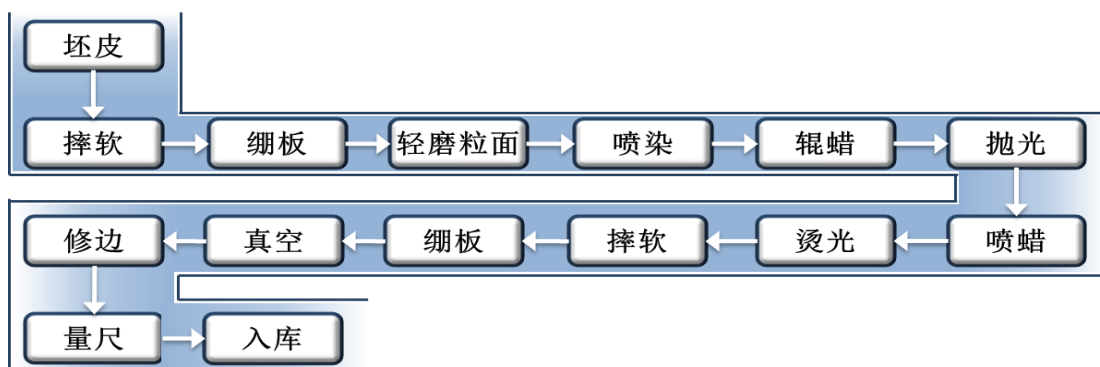 坯皮
摔软 绷板 轻磨粒面 喷染 辊蜡 抛光
修边 真空 绷板 摔软 烫光 喷蜡
量尺 入库